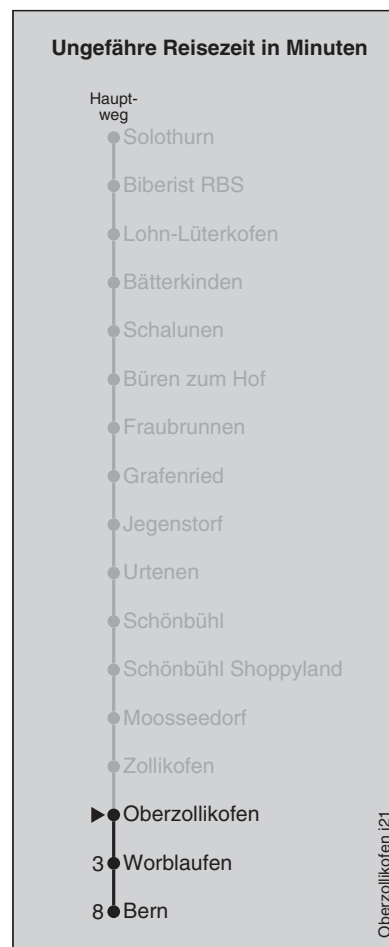 Ungefähre Reisezeit in Minuten
Haupt-
weg
Solothurn
Biberist RBS
Lohn-Lüterkofen
Bätterkinden
Schalunen
Büren zum Hof
Fraubrunnen
Grafenried
Jegenstorf
Urtenen
Schönbühl
Schönbühl Shoppyland
Moosseedorf
Zollikofen
Oberzollikofen
3 Worblaufen
8 Bern
Oberzollikofen j21